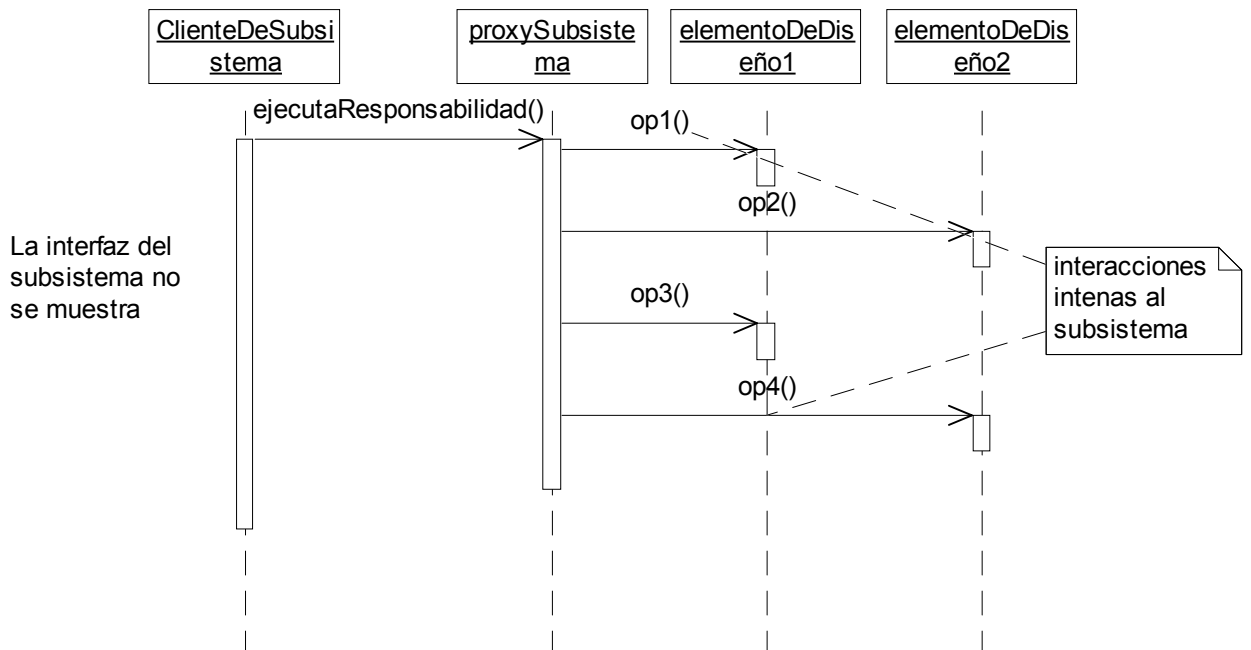 ClienteDeSubsi
stema
proxySubsiste
ma
elementoDeDis
eño1
elementoDeDis
eño2
ejecutaResponsabilidad()
op1()
op2()
La interfaz del
subsistema no
se muestra
interacciones
intenas al
subsistema
op3()
op4()